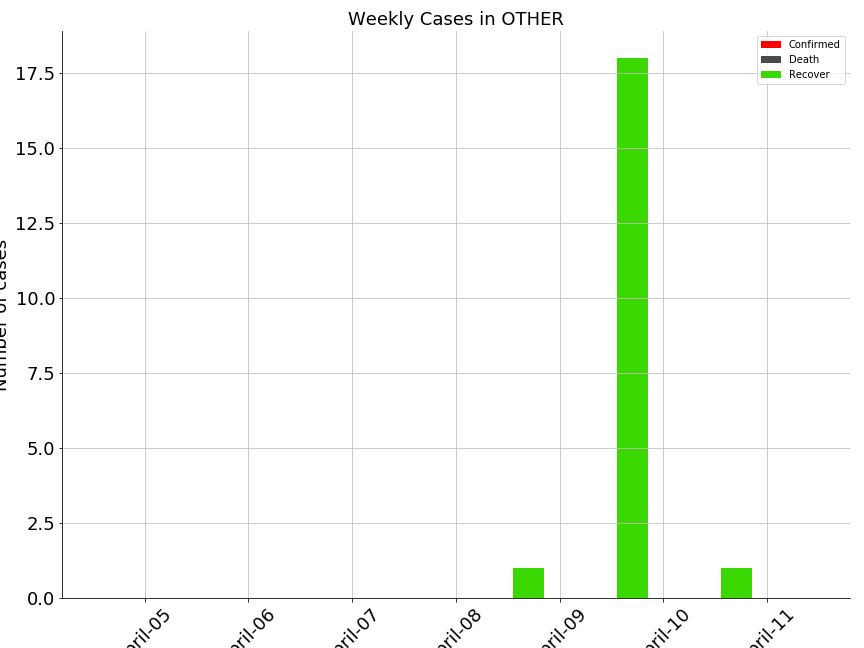 Weekly Cases in OTHER
Confirmed
Death
Recover
17.5
15.0
12.5
10.0
7.5
5.0
2.5
0.0
Number of cases
pril-05
pril-06
pril-07
pril-08
pril-09
pril-10
pril-11